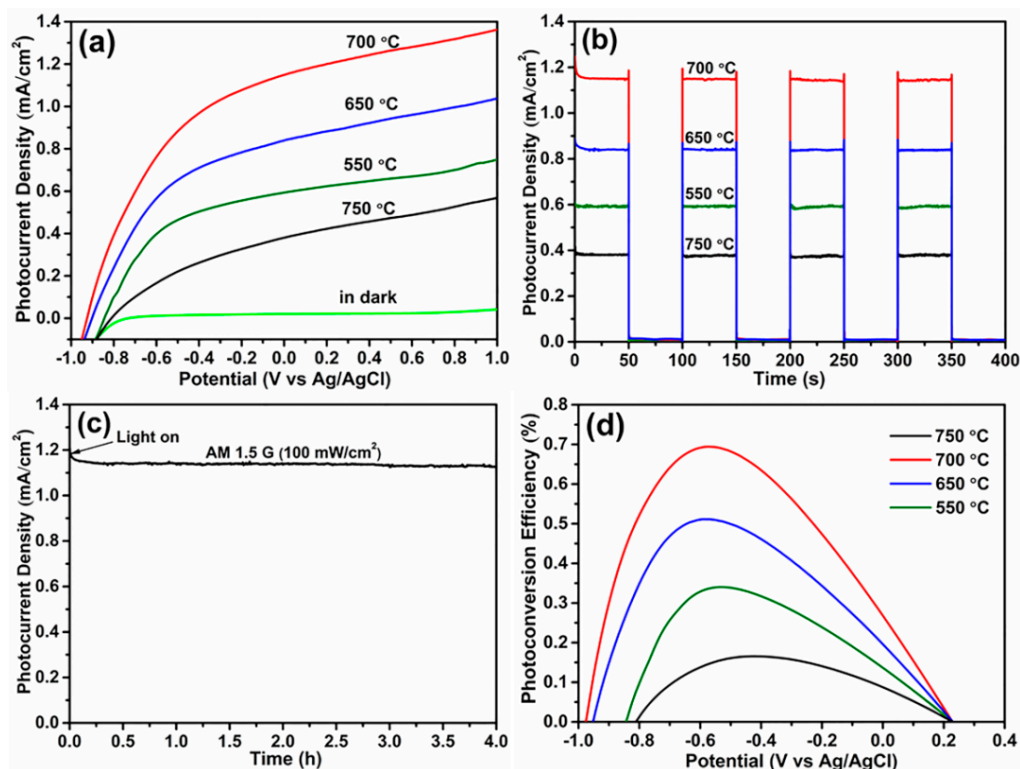 (a)
700 °C
650 °C
550 °C
750 °C
in dark
Photocurrent Density (mA/cm²)
1.4
1.2
1.0
0.8
0.6
0.4
0.2
0.0
-1.0 -0.8 -0.6 -0.4 -0.2 0.0 0.2 0.4 0.6 0.8 1.0
Potential (V vs Ag/AgCl)
(b)
700 °C
650 °C
550 °C
750 °C
Photocurrent Density (mA/cm²)
1.4
1.2
1.0
0.8
0.6
0.4
0.2
0.0
0 50 100 150 200 250 300 350 400
Time (s)
(c)
Light on
AM 1.5 G (100 mW/cm²)
Photocurrent Density (mA/cm²)
1.4
1.2
1.0
0.8
0.6
0.4
0.2
0.0
0.0 0.5 1.0 1.5 2.0 2.5 3.0 3.5 4.0
Time (h)
(d)
750 °C
700 °C
650 °C
550 °C
Photoconversion Efficiency (%)
0.8
0.7
0.6
0.5
0.4
0.3
0.2
0.1
0.0
-1.0 -0.8 -0.6 -0.4 -0.2 0.0 0.2 0.4
Potential (V vs Ag/AgCl)